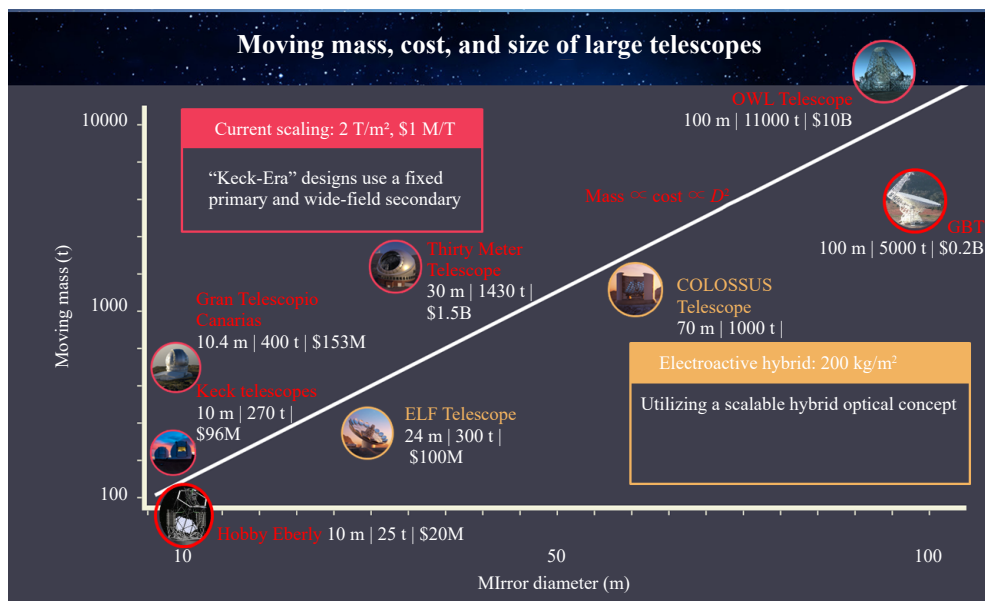 Moving mass, cost, and size of large telescopes
OWL Telescope
100 m | 11000 t | $10B
10000
Current scaling: 2 T/m², $1 M/T
“Keck-Era” designs use a fixed
primary and wide-field secondary
Mass ∝ cost ∝
GBT
100 m | 5000 t | $0.2B
Thirty Meter
Telescope
30 m | 1430 t |
$1.5B
COLOSSUS
Telescope
70 m | 1000 t |
Moving mass (t)
1000
Gran Telescopio
Canarias
10.4 m | 400 t | $153M
Electroactive hybrid: 200 kg/m²
Utilizing a scalable hybrid optical concept
Keck telescopes
10 m | 270 t |
$96M
ELF Telescope
24 m | 300 t |
$100M
100
Hobby Eberly 10 m | 25 t | $20M
10
50
100
MIrror diameter (m)